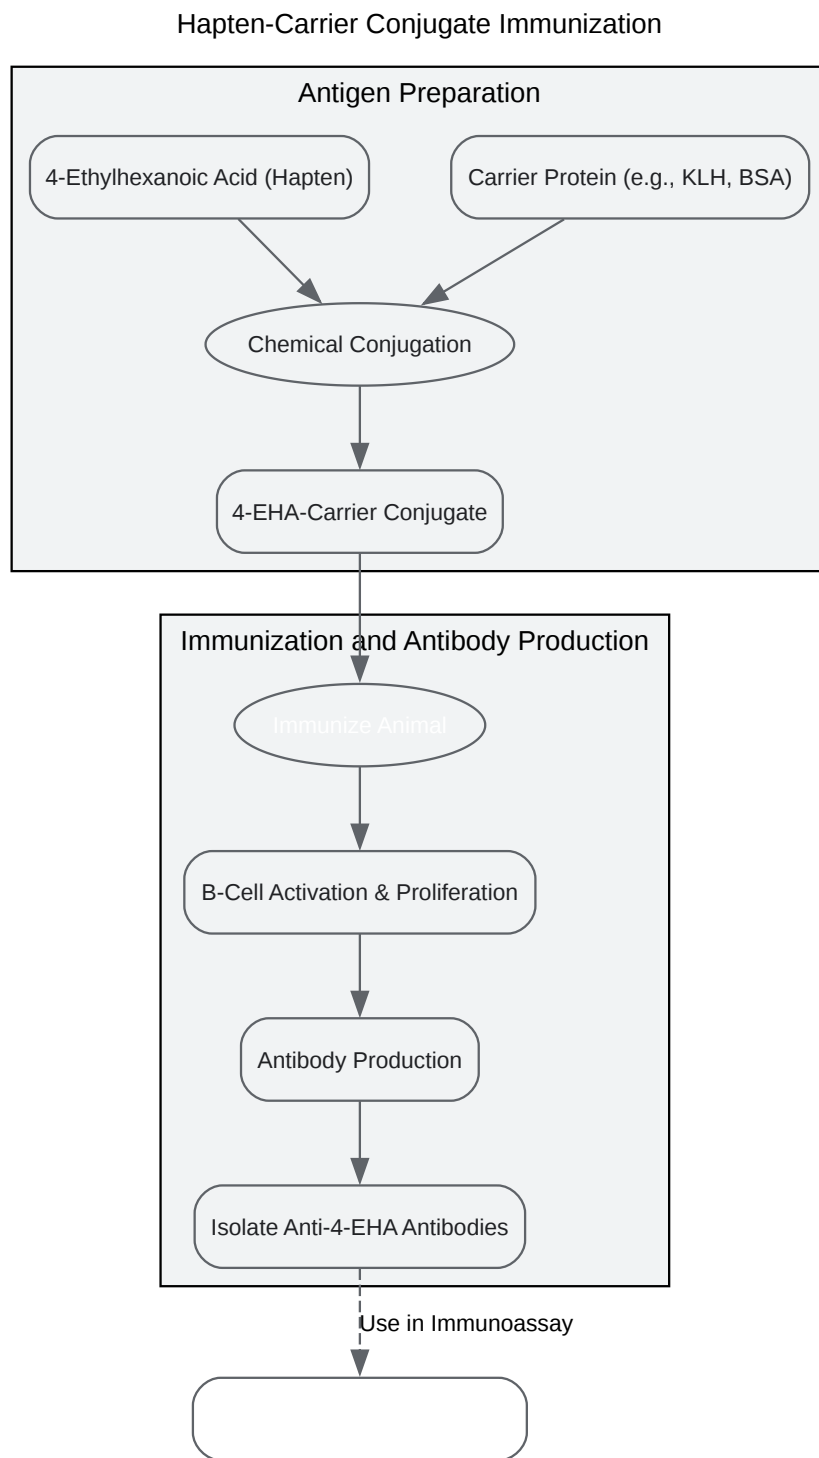 Hapten-Carrier Conjugate Immunization
Antigen Preparation
4-Ethylhexanoic Acid (Hapten)
Carrier Protein (e.g., KLH, BSA)
Chemical Conjugation
4-EHA-Carrier Conjugate
Immunization and Antibody Production
Immunize Animal
B-Cell Activation & Proliferation
Antibody Production
Isolate Anti-4-EHA Antibodies
Use in Immunoassay